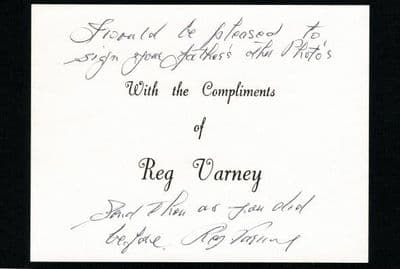 I would be pleased to
sign your father's other Photo's
With the Compliments
of
Reg Varney
Send them as you did
before. Reg Varney